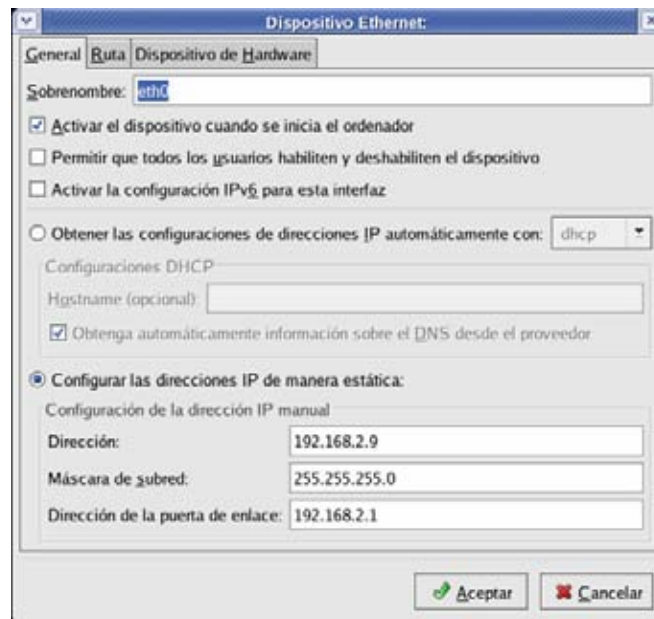 Dispositivo Ethernet:
General Ruta Dispositivo de Hardware
Sobrenombre: eth0
Activar el dispositivo cuando se inicia el ordenador
Permitir que todos los usuarios habiliten y deshabiliten el dispositivo
Activar la configuración IPv6 para esta interfaz
Obtener las configuraciones de direcciones IP automáticamente con: dhcp
Configuraciones DHCP
Hostname (opcional):
Obtenga automáticamente información sobre el DNS desde el proveedor
Configurar las direcciones IP de manera estática:
Configuración de la dirección IP manual
Dirección: 192.168.2.9
Máscara de subred: 255.255.255.0
Dirección de la puerta de enlace: 192.168.2.1
Aceptar Cancelar